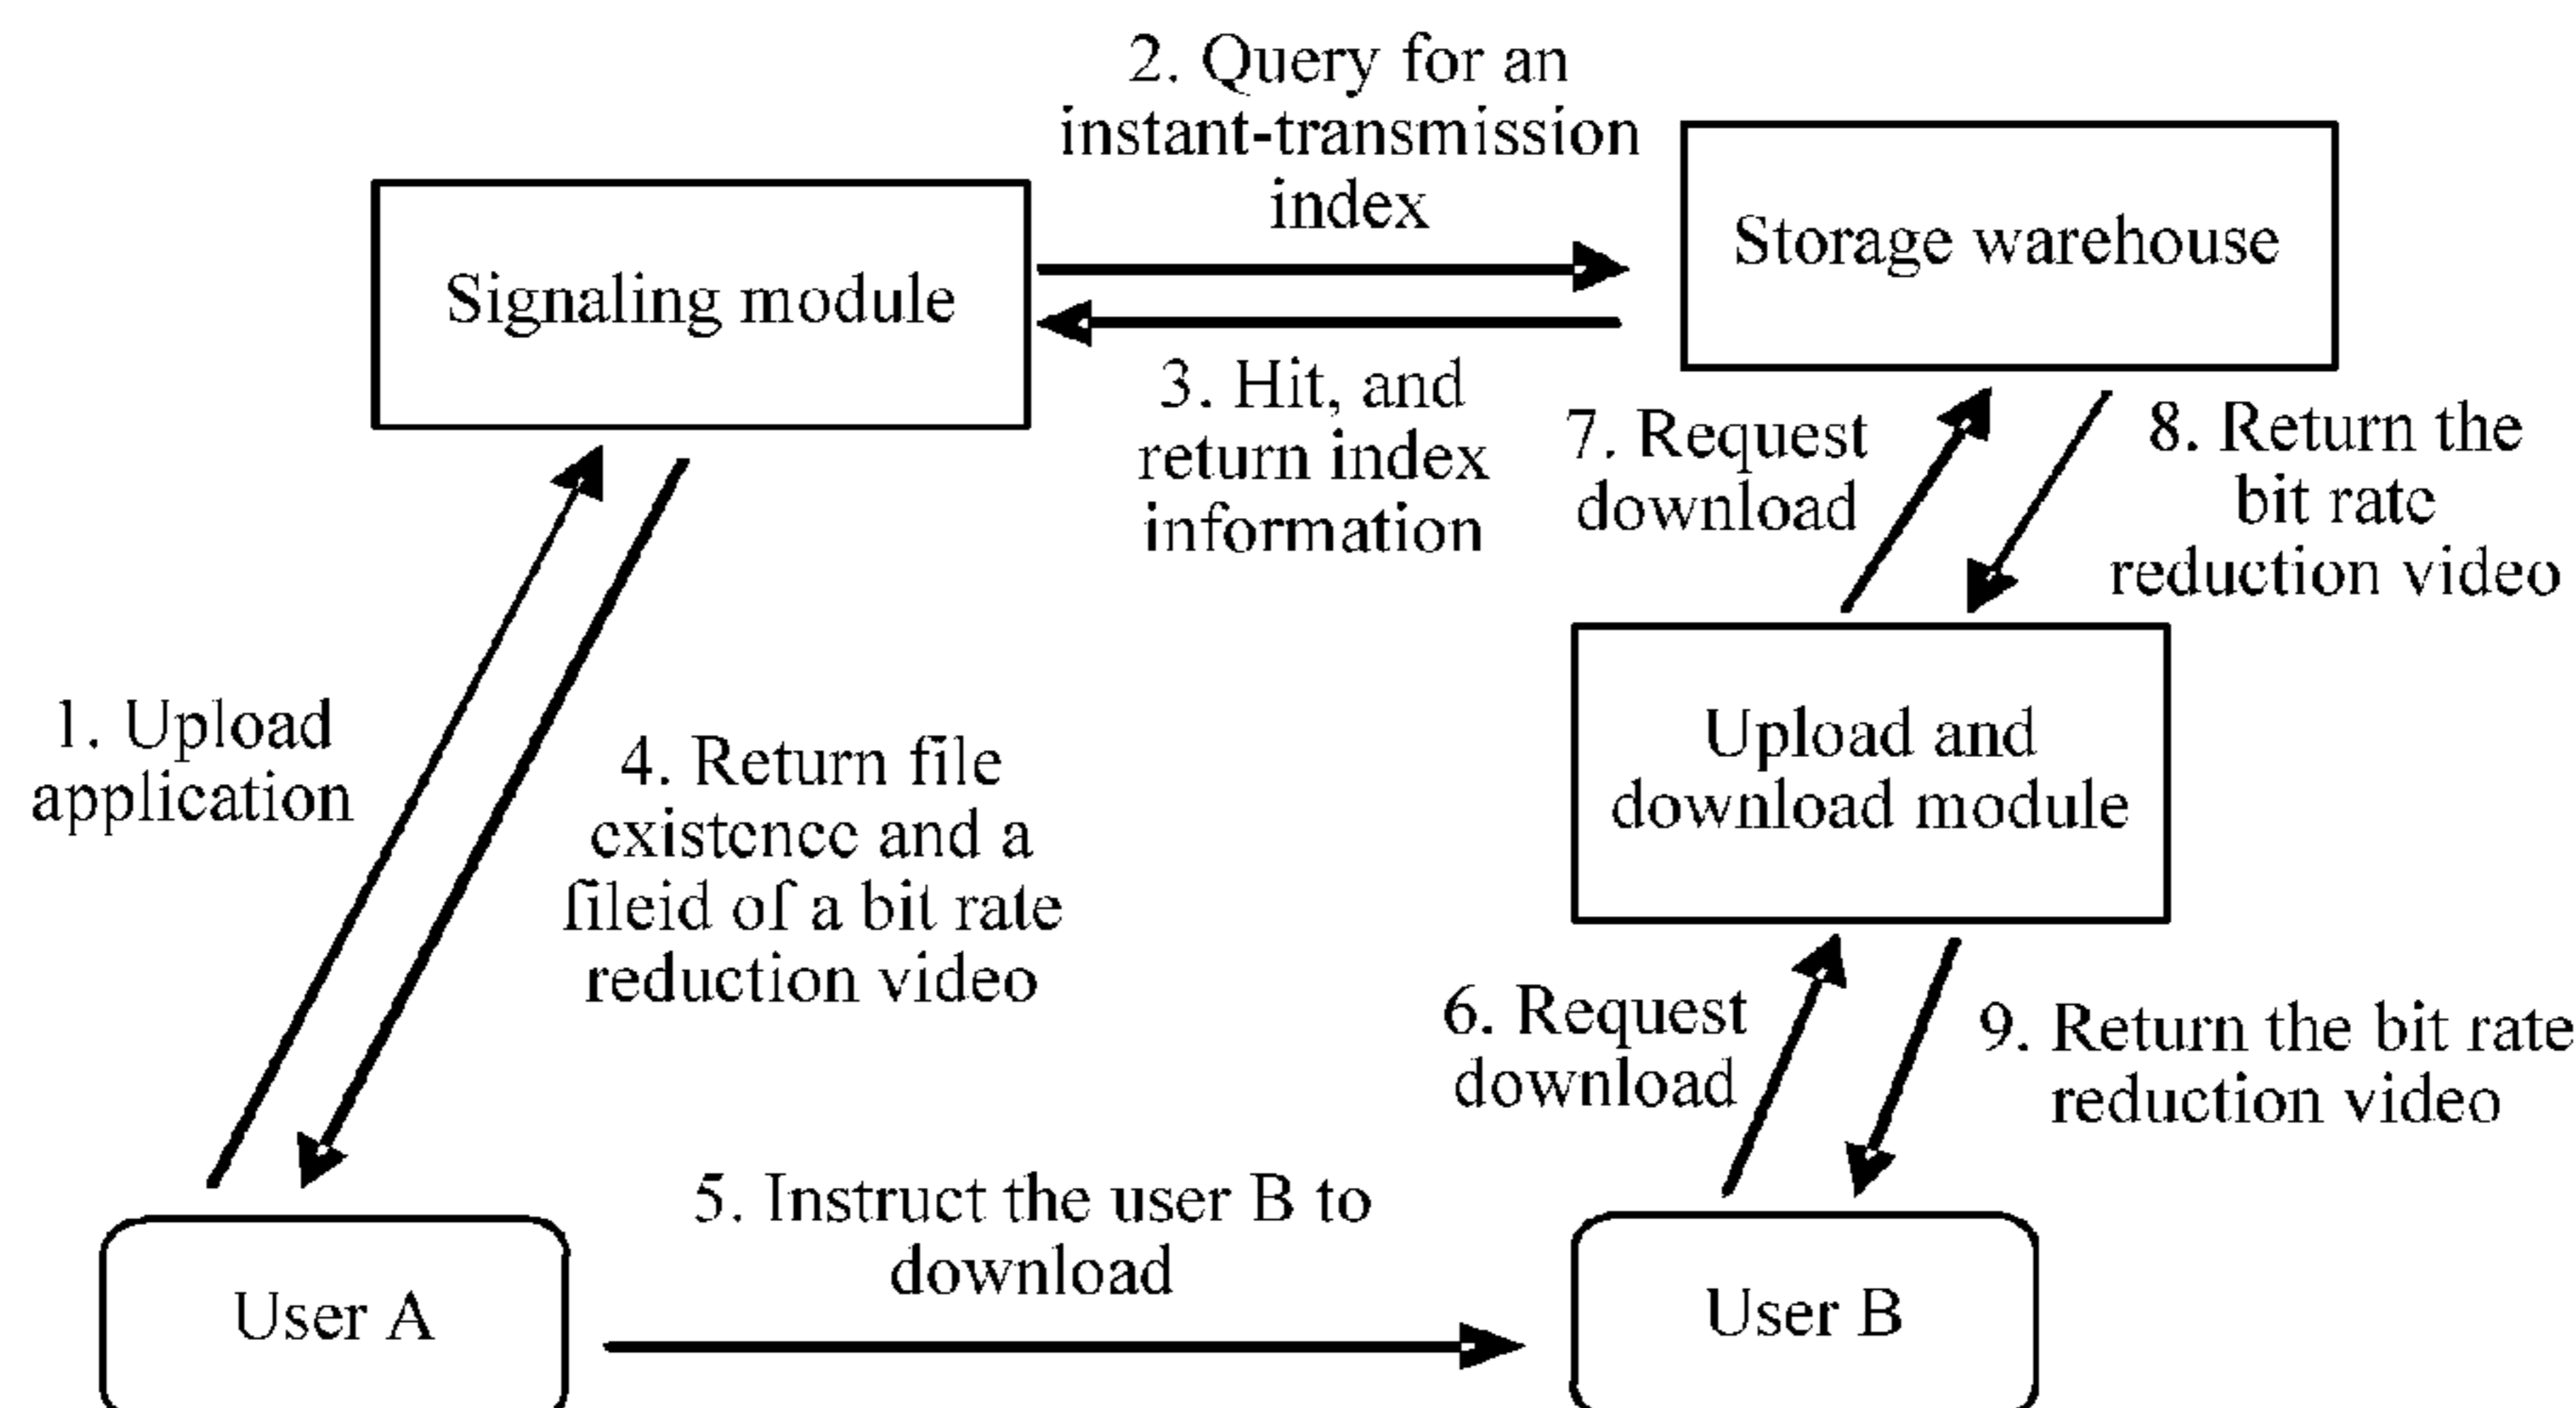 2. Query for an
instant-transmission
index
Storage warehouse
Signaling module
3. Hit, and
return index
information
7. Request
download
8. Return the
bit rate
reduction video
1. Upload
application
4. Return file
existence and a
fileid of a bit rate
reduction video
Upload and
download module
6. Request
download
9. Return the bit rate
reduction video
5. Instruct the user B to
download
User A
User B